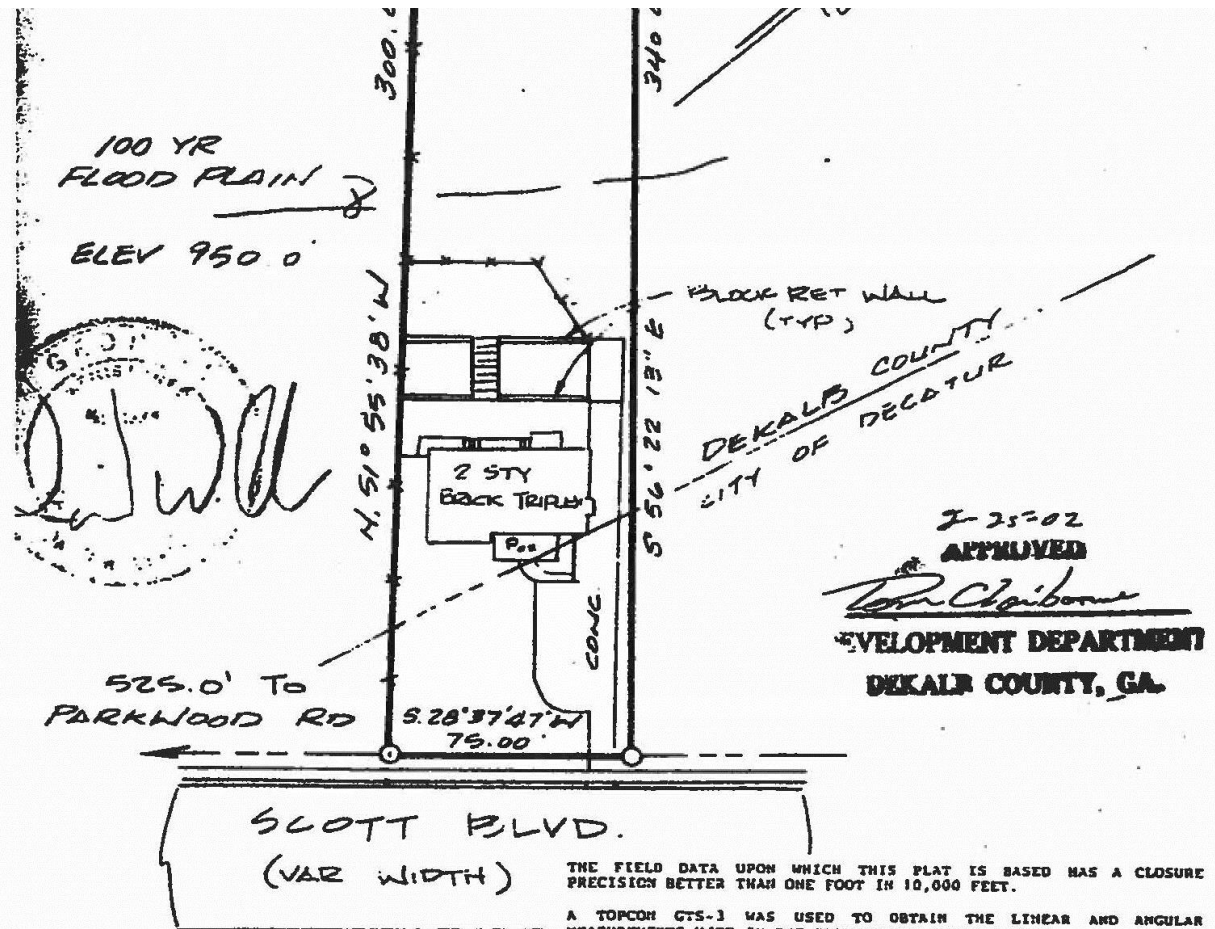 300.
340
100 YR
FLOOD PLAIN
ELEV 950.0'
BLOCK RET WALL
(TYP)
N. 51° 55' 38" W
S 56° 22' 13" E
DEKALB COUNTY
CITY OF DECATUR
2 STY
BRICK TRIPLEX
CONC.
2-25-02
APPROVED
Tom Claiborne
EVELOPMENT DEPARTMENT
DEKALB COUNTY, GA.
525.0' TO
PARKWOOD RD
S. 28° 37' 47" W
75.00'
SCOTT BLVD.
(VAR WIDTH)
THE FIELD DATA UPON WHICH THIS PLAT IS BASED HAS A CLOSURE
PRECISION BETTER THAN ONE FOOT IN 10,000 FEET.
A TOPCON GTS-3 WAS USED TO OBTAIN THE LINEAR AND ANGULAR